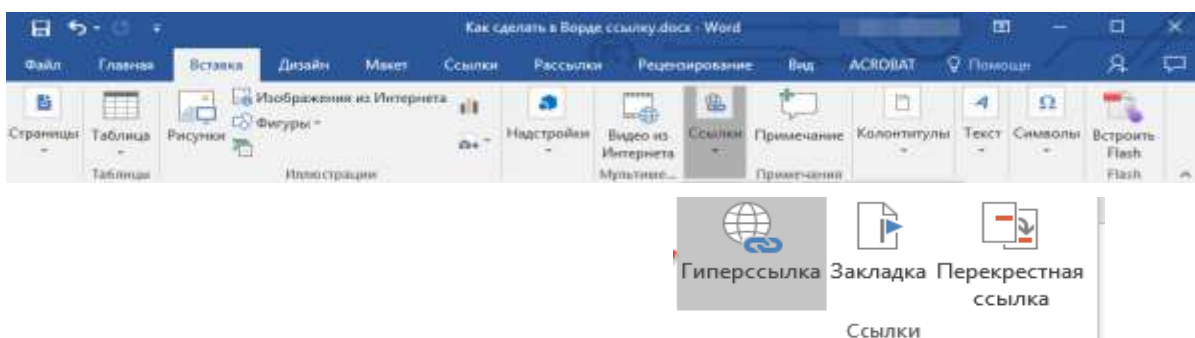 Как сделать в Ворде ссылку.docx - Word
Файл Главная Вставка Дизайн Макет Ссылки Рассылки Рецензирование Вид ACROBAT Помощн
Изображения из Интернета
Фигуры
Страницы Таблица Рисунки Надстройки Видео из Интернета Ссылки Примечание Колонтитулы Текст Символы Встроить Flash
Таблицы Иллюстрации Мультиме... Примечания Flash
Гиперссылка Закладка Перекрестная
ссылка
Ссылки